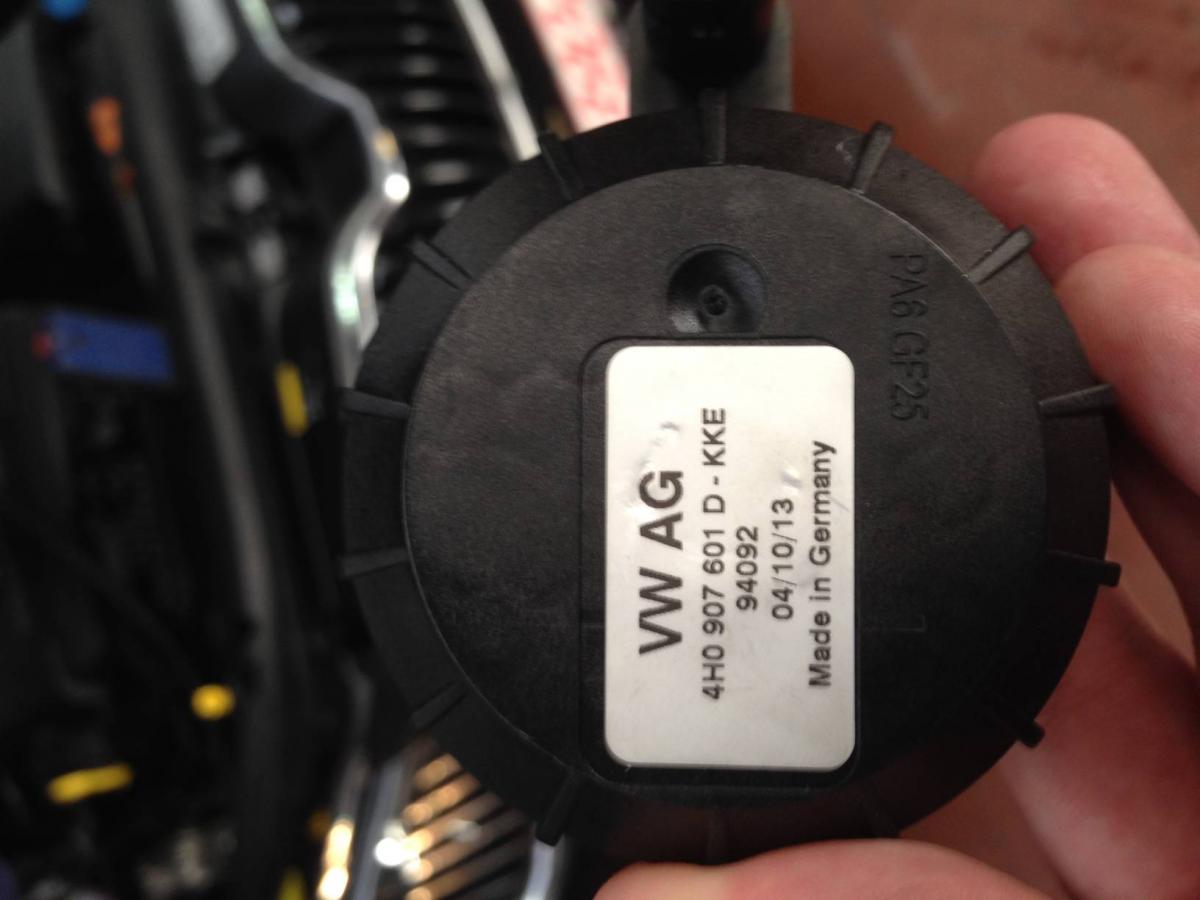 VW AG
4H0 907 601 D - KKE
94092
04/10/13
Made in Germany
PA6 GF25